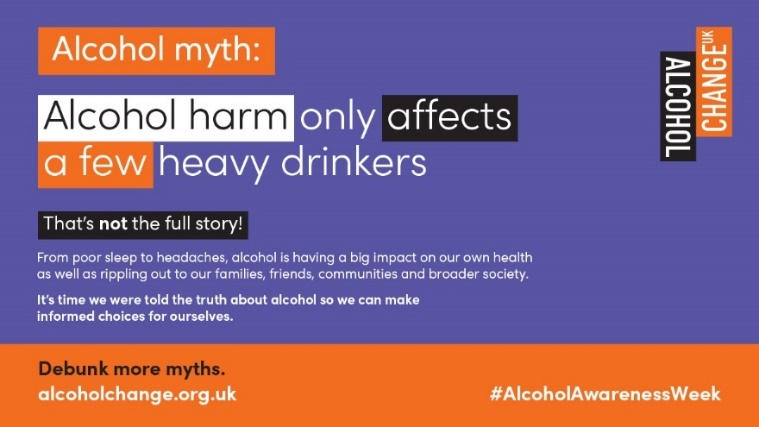 Alcohol myth:
Alcohol harm only affects
a few heavy drinkers
That's not the full story!
From poor sleep to headaches, alcohol is having a big impact on our own health
as well as rippling out to our families, friends, communities and broader society.
It's time we were told the truth about alcohol so we can make
informed choices for ourselves.
ALCOHOL
CHANGE UK
Debunk more myths.
alcoholchange.org.uk
#AlcoholAwarenessWeek